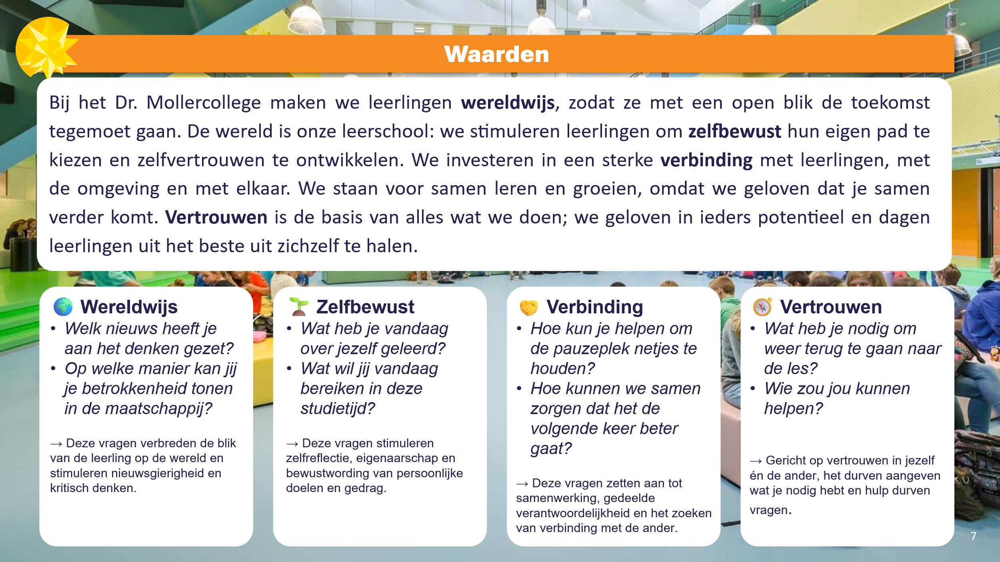 Waarden
Bij het Dr. Mollercollege maken we leerlingen wereldwijs, zodat ze met een open blik de toekomst
tegemoet gaan. De wereld is onze leerschool: we stimuleren leerlingen om zelfbewust hun eigen pad te
kiezen en zelfvertrouwen te ontwikkelen. We investeren in een sterke verbinding met leerlingen, met
de omgeving en met elkaar. We staan voor samen leren en groeien, omdat we geloven dat je samen
verder komt. Vertrouwen is de basis van alles wat we doen; we geloven in ieders potentieel en dagen
leerlingen uit het beste uit zichzelf te halen.
🌍 Wereldwijs
• Welk nieuws heeft je
aan het denken gezet?
• Op welke manier kan jij
je betrokkenheid tonen
in de maatschappij?
→ Deze vragen verbreden de blik
van de leerling op de wereld en
stimuleren nieuwsgierigheid en
kritisch denken.
🌱 Zelfbewust
• Wat heb je vandaag
over jezelf geleerd?
• Wat wil jij vandaag
bereiken in deze
studietijd?
→ Deze vragen stimuleren
zelfreflectie, eigenaarschap en
bewustwording van persoonlijke
doelen en gedrag.
🤝 Verbinding
• Hoe kun je helpen om
de pauzeplek netjes te
houden?
• Hoe kunnen we samen
zorgen dat het de
volgende keer beter
gaat?
→ Deze vragen zetten aan tot
samenwerking, gedeelde
verantwoordelijkheid en het zoeken
van verbinding met de ander.
🧭 Vertrouwen
• Wat heb je nodig om
weer terug te gaan naar
de les?
• Wie zou jou kunnen
helpen?
→ Gericht op vertrouwen in jezelf
én de ander, het durven aangeven
wat je nodig hebt en hulp durven
vragen.
7